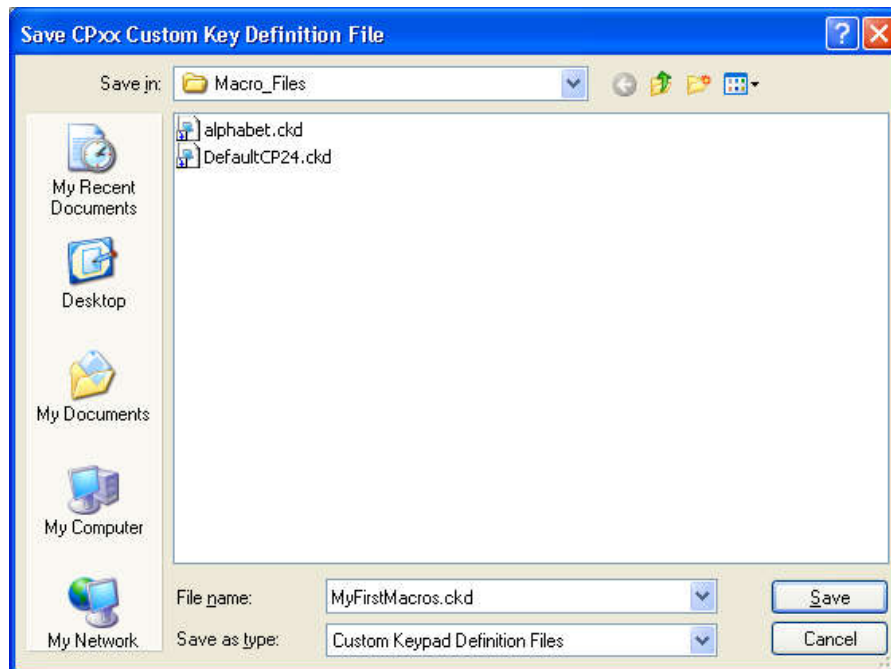 Save CPxx Custom Key Definition File
Save in: Macro_Files
alphabet.ckd
DefaultCP24.ckd
My Recent
Documents
Desktop
My Documents
My Computer
My Network
File name: MyFirstMacros.ckd Save
Save as type: Custom Keypad Definition Files Cancel